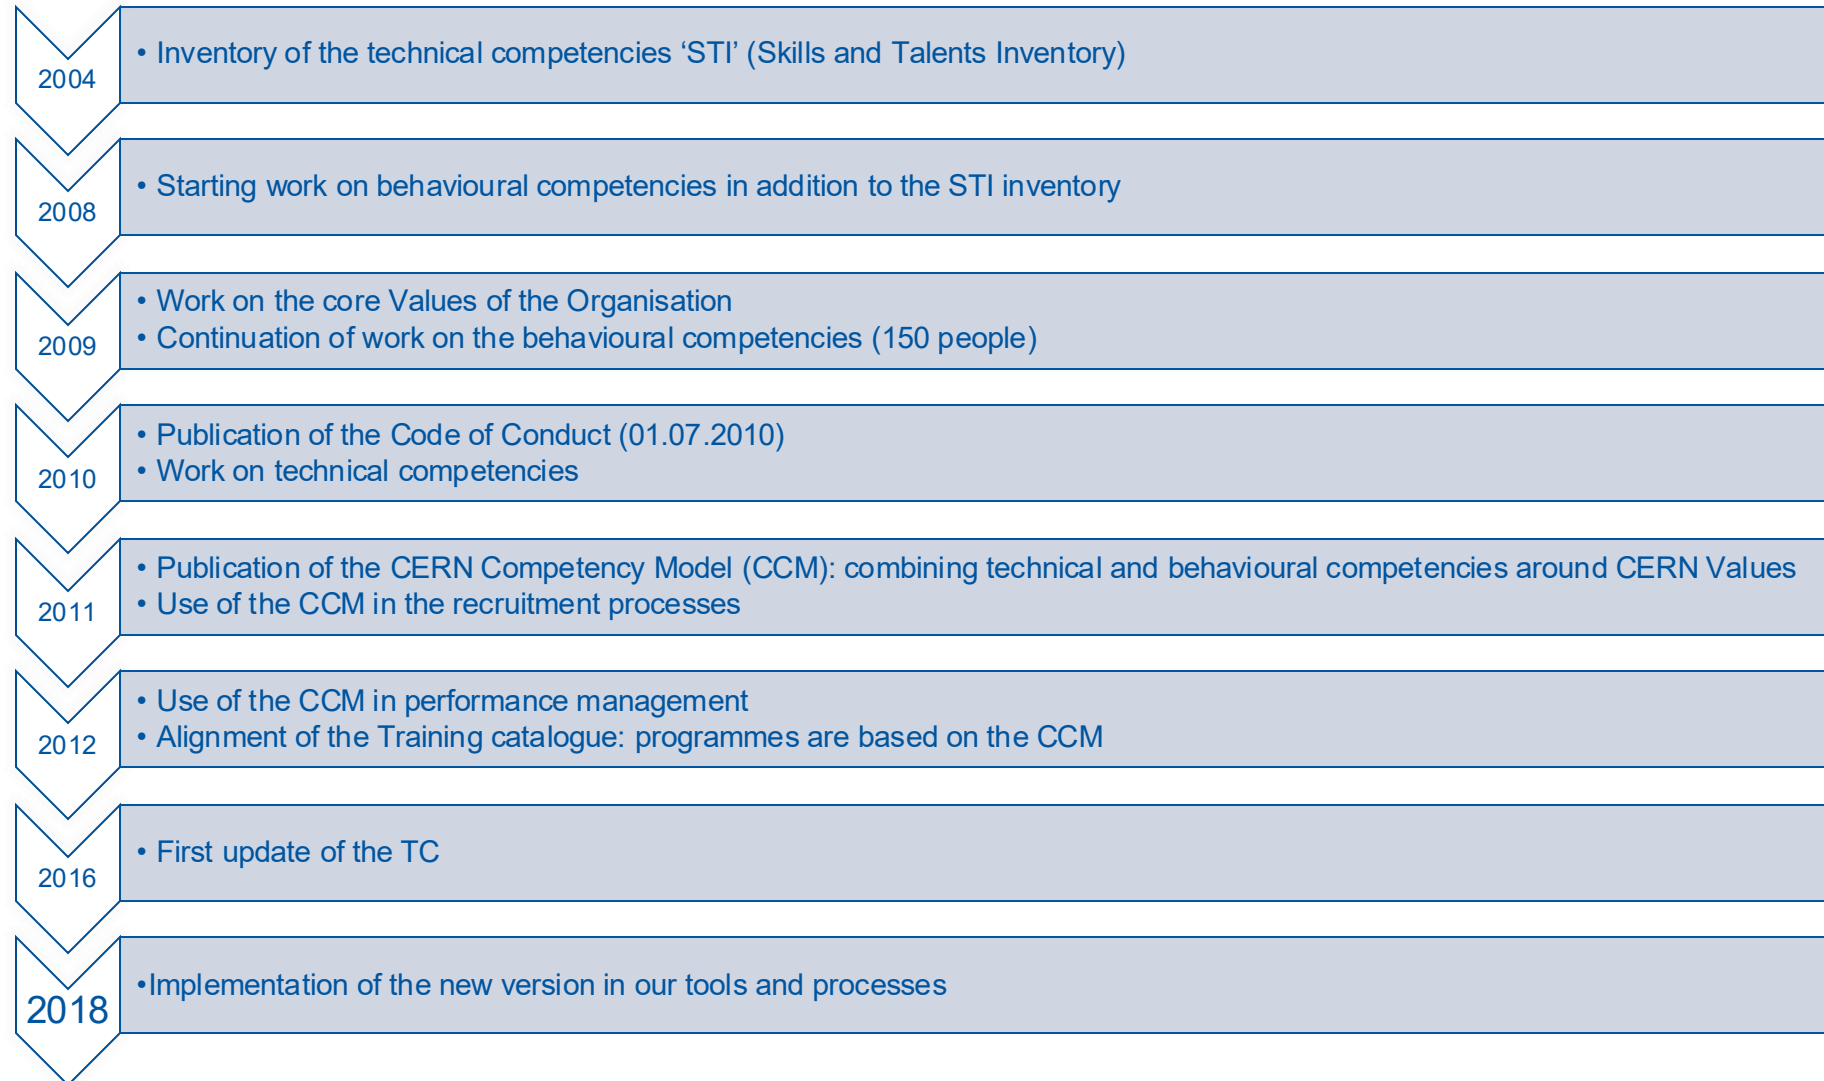 2004
• Inventory of the technical competencies ‘STI’ (Skills and Talents Inventory)
2008
• Starting work on behavioural competencies in addition to the STI inventory
2009
• Work on the core Values of the Organisation
• Continuation of work on the behavioural competencies (150 people)
2010
• Publication of the Code of Conduct (01.07.2010)
• Work on technical competencies
2011
• Publication of the CERN Competency Model (CCM): combining technical and behavioural competencies around CERN Values
• Use of the CCM in the recruitment processes
2012
• Use of the CCM in performance management
• Alignment of the Training catalogue: programmes are based on the CCM
2016
• First update of the TC
2018
•Implementation of the new version in our tools and processes